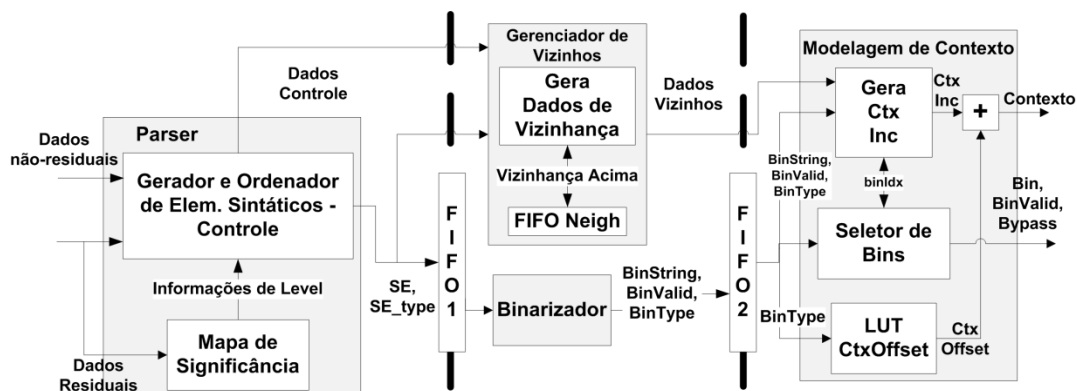 Parser
Dados
não-residuais
Gerador e Ordenador
de Elem. Sintáticos -
Controle
Informações de Level
Mapa de
Significância
Dados
Residuais
Dados
Controle
SE,
SE_type
F
I
F
O
1
Gerenciador de
Vizinhos
Gera
Dados de
Vizinhança
Vizinhança Acima
FIFO Neigh
Binarizador
Dados
Vizinhos
BinString,
BinValid,
BinType
F
I
F
O
2
Modelagem de Contexto
BinString,
BinValid,
BinType
BinType
Gera
Ctx
Inc
binIdx
Seletor de
Bins
LUT
CtxOffset
Ctx
Inc
+
Contexto
Bin,
BinValid,
Bypass
Ctx
Offset